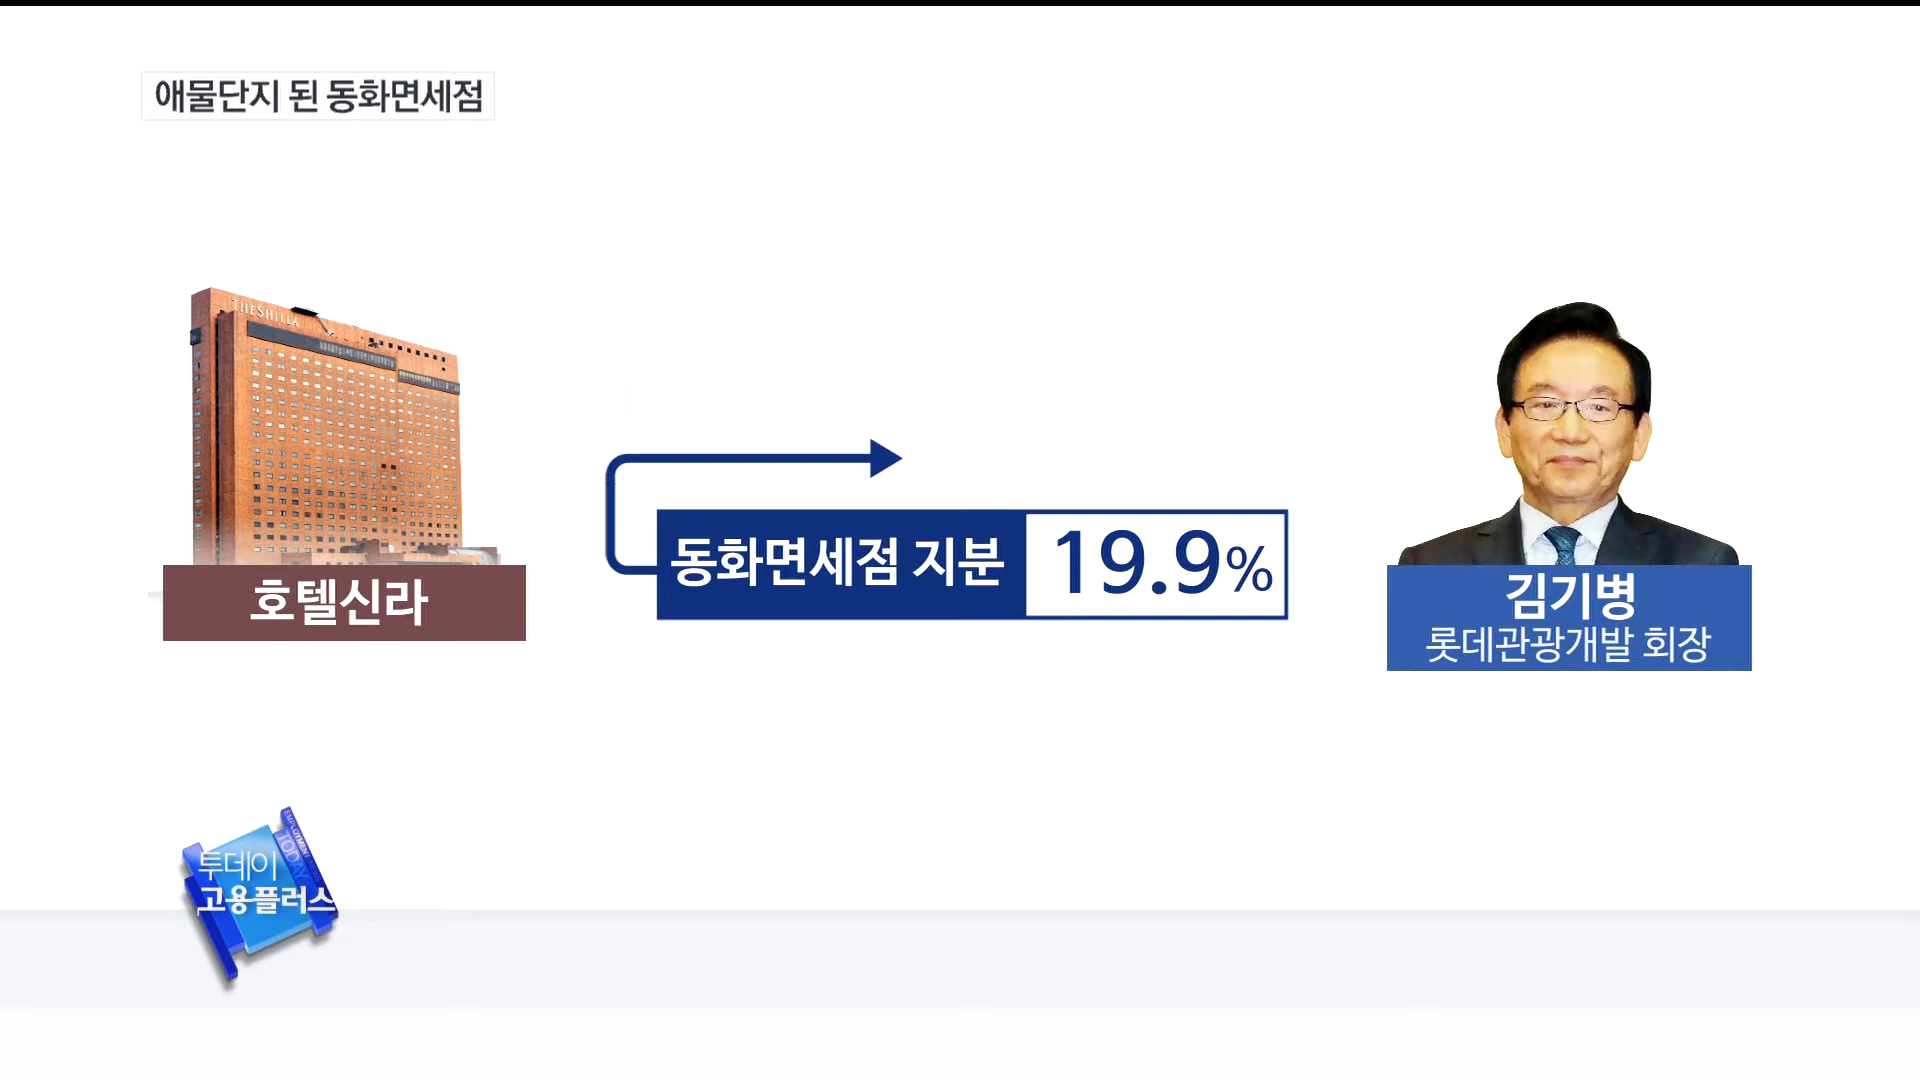 애물단지 된 동화면세점
THE SHILLA
동화면세점 지분 19.9%
호텔신라
김기병
롯데관광개발 회장
EMPLOYMENT
TODAY
투데이
고용플러스